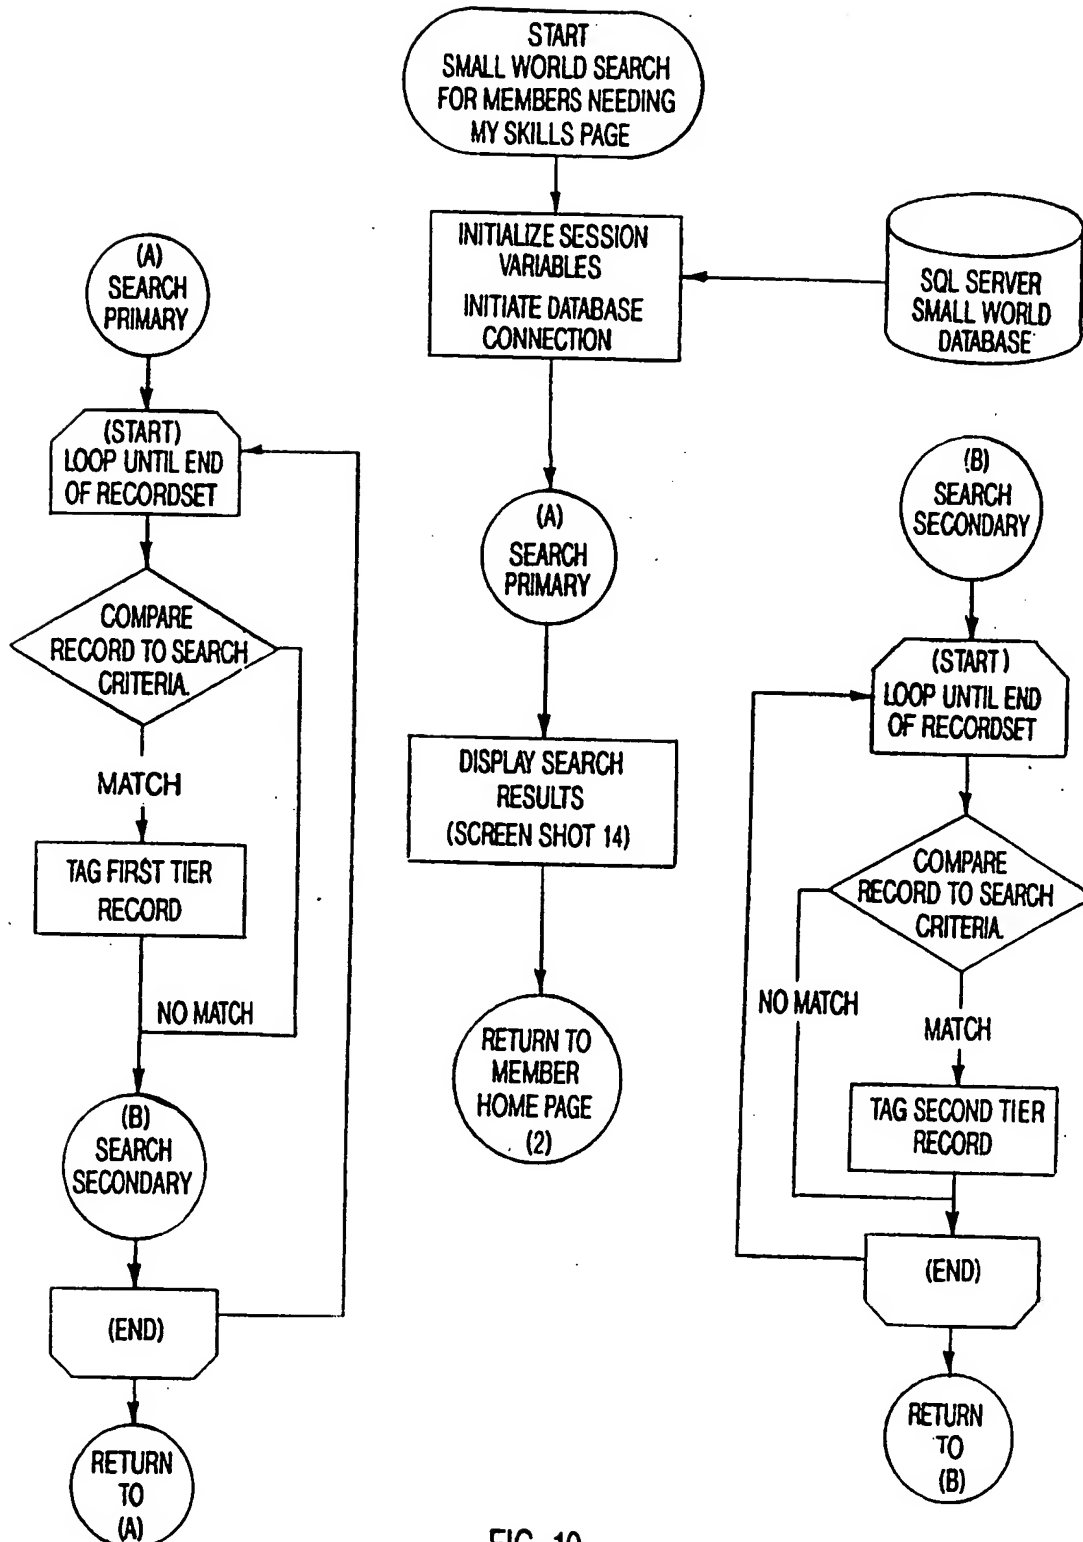 START
SMALL WORLD SEARCH
FOR MEMBERS NEEDING
MY SKILLS PAGE
INITIALIZE SESSION
VARIABLES
INITIATE DATABASE
CONNECTION
SQL SERVER
SMALL WORLD
DATABASE
(A)
SEARCH
PRIMARY
DISPLAY SEARCH
RESULTS
(SCREEN SHOT 14)
RETURN TO
MEMBER
HOME PAGE
(2)
(A)
SEARCH
PRIMARY
(START)
LOOP UNTIL END
OF RECORDSET
COMPARE
RECORD TO SEARCH
CRITERIA.
MATCH
TAG FIRST TIER
RECORD
NO MATCH
(B)
SEARCH
SECONDARY
(END)
RETURN
TO
(A)
(B)
SEARCH
SECONDARY
(START)
LOOP UNTIL END
OF RECORDSET
COMPARE
RECORD TO SEARCH
CRITERIA.
NO MATCH
MATCH
TAG SECOND TIER
RECORD
(END)
RETURN
TO
(B)